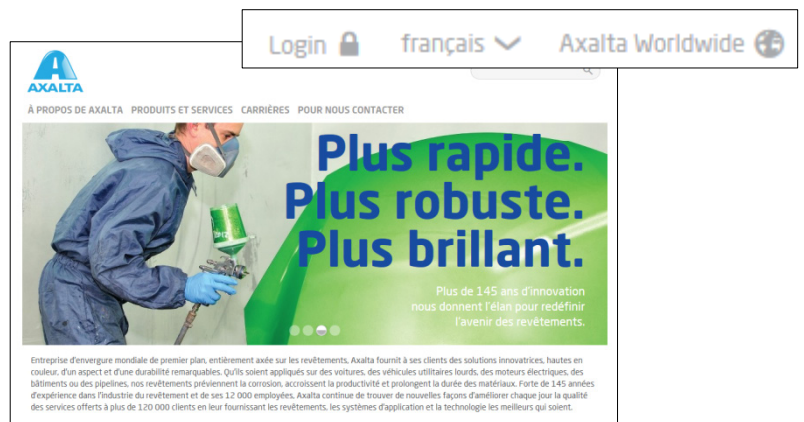 Login français Axalta Worldwide
AXALTA
À PROPOS DE AXALTA PRODUITS ET SERVICES CARRIÈRES POUR NOUS CONTACTER
Plus rapide.
Plus robuste.
Plus brillant.
Plus de 145 ans d'innovation
nous donnent l'élan pour redéfinir
l'avenir des revêtements.
Entreprise d'envergure mondiale de premier plan, entièrement axée sur les revêtements, Axalta fournit à ses clients des solutions innovatrices, hautes en
couleur, d'un aspect et d'une durabilité remarquables. Qu'ils soient appliqués sur des voitures, des véhicules utilitaires lourds, des moteurs électriques, des
bâtiments ou des pipelines, nos revêtements préviennent la corrosion, accroissent la productivité et prolongent la durée des matériaux. Forte de 145 années
d'expérience dans l'industrie du revêtement et de ses 12 000 employées, Axalta continue de trouver de nouvelles façons d'améliorer chaque jour la qualité
des services offerts à plus de 120 000 clients en leur fournissant les revêtements, les systèmes d'application et la technologie les meilleurs qui soient.